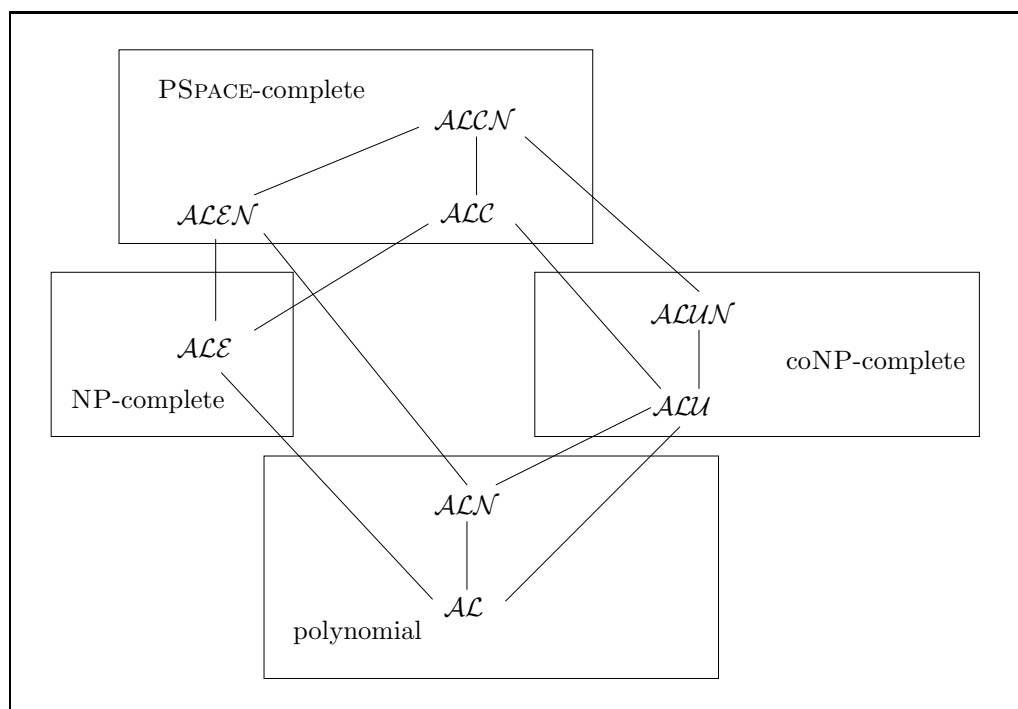 PSPACE-complete
𝒜ℒ𝒞𝒩
𝒜ℒℰ𝒩
𝒜ℒ𝒞
𝒜ℒ𝒰𝒩
𝒜ℒℰ
coNP-complete
NP-complete
𝒜ℒ𝒰
𝒜ℒ𝒩
𝒜ℒ
polynomial